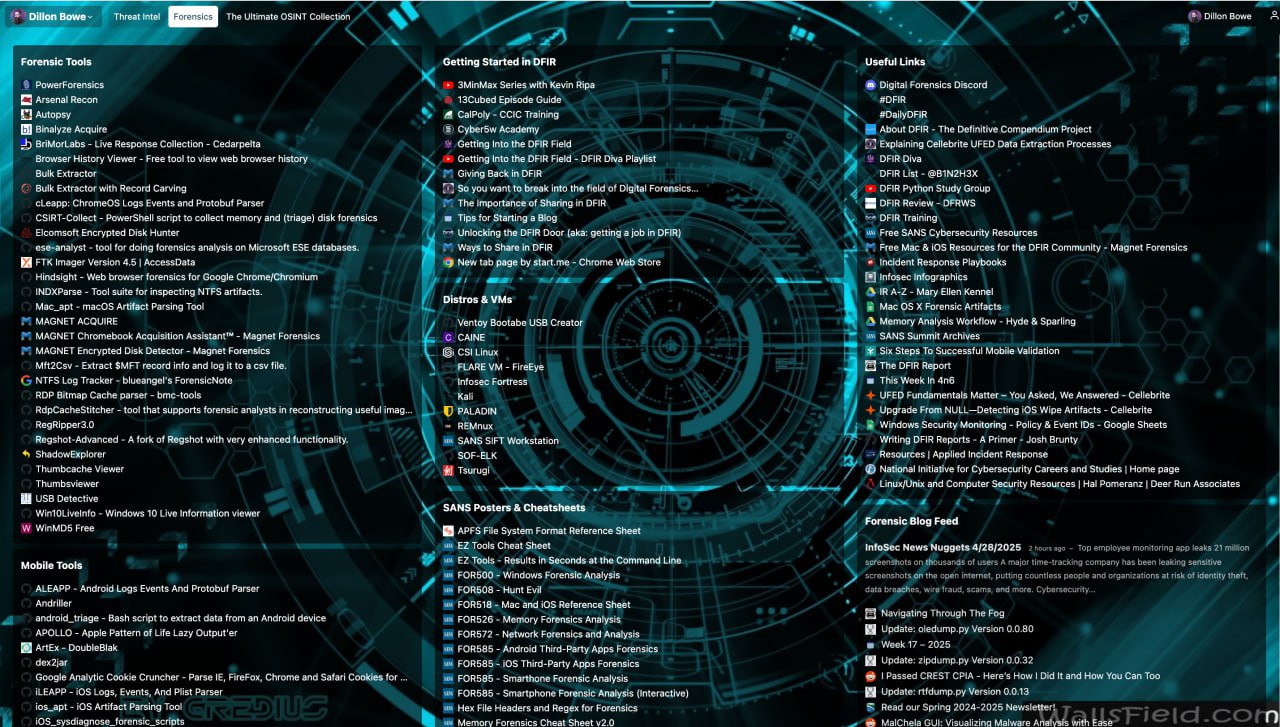 Dillon Bowe
Threat Intel
Forensics
The Ultimate OSINT Collection
Dillon Bowe
Forensic Tools
PowerForensics
Arsenal Recon
Autopsy
Binalyze Acquire
BriMorLabs - Live Response Collection - Cedarpelta
Browser History Viewer - Free tool to view web browser history
Bulk Extractor
Bulk Extractor with Record Carving
cLeapp: ChromeOS Logs Events and Protobuf Parser
CSiRT-Collect - PowerShell script to collect memory and (triage) disk forensics
Elcomsoft Encrypted Disk Hunter
ese-analyst - tool for doing forensics analysis on Microsoft ESE databases.
FTK Imager Version 4.5 | AccessData
Hindsight - Web browser forensics for Google Chrome/Chromium
INDXParse - Tool suite for inspecting NTFS artifacts.
Mac_apt - macOS Artifact Parsing Tool
MAGNET ACQUIRE
MAGNET Chromebook Acquisition Assistant™ - Magnet Forensics
MAGNET Encrypted Disk Detector - Magnet Forensics
Mft2Csv - Extract $MFT record info and log it to a csv file.
NTFS Log Tracker - blueangel's ForensicNote
RDP Bitmap Cache parser - bmc-tools
RdpCacheStitcher - tool that supports forensic analysts in reconstructing useful imag...
RegRipper3.0
Regshot-Advanced - A fork of Regshot with very enhanced functionality.
ShadowExplorer
Thumbcache Viewer
Thumbsviewer
USB Detective
Win10LiveInfo - Windows 10 Live Information viewer
WinMD5 Free
Mobile Tools
ALEAPP - Android Logs Events And Protobuf Parser
Andriller
android_triage - Bash script to extract data from an Android device
APOLLO - Apple Pattern of Life Lazy Output'er
ArtEx - DoubleBlak
dex2jar
Google Analytic Cookie Cruncher - Parse IE, FireFox, Chrome and Safari Cookies for ...
iLEAPP - iOS Logs, Events, And Plist Parser
ios_apt - iOS Artifact Parsing Tool
iOS_sysdiagnose_forensic_scripts
Getting Started in DFIR
3MinMax Series with Kevin Ripa
13Cubed Episode Guide
CalPoly - CCIC Training
Cyber5w Academy
Getting Into the DFIR Field
Getting Into the DFIR Field - DFIR Diva Playlist
Giving Back in DFIR
So you want to break into the field of Digital Forensics...
The Importance of Sharing in DFIR
Tips for Starting a Blog
Unlocking the DFIR Door (aka: getting a job in DFIR)
Ways to Share in DFIR
New tab page by start.me - Chrome Web Store
Distros & VMs
Ventoy Bootabe USB Creator
CAINE
CSI Linux
FLARE VM - FireEye
Infosec Fortress
Kali
PALADIN
REMnux
SANS SIFT Workstation
SOF-ELK
Tsurugi
SANS Posters & Cheatsheets
APFS File System Format Reference Sheet
EZ Tools Cheat Sheet
EZ Tools - Results in Seconds at the Command Line
FOR500 - Windows Forensic Analysis
FOR508 - Hunt Evil
FOR518 - Mac and iOS Reference Sheet
FOR526 - Memory Forensics Analysis
FOR572 - Network Forensics and Analysis
FOR585 - Android Third-Party Apps Forensics
FOR585 - iOS Third-Party Apps Forensics
FOR585 - Smarthone Forensic Analysis
FOR585 - Smartphone Forensic Analysis (Interactive)
Hex File Headers and Regex for Forensics
Memory Forensics Cheat Sheet v2.0
Useful Links
Digital Forensics Discord
#DFIR
#DailyDFIR
About DFIR - The Definitive Compendium Project
Explaining Cellebrite UFED Data Extraction Processes
DFIR Diva
DFIR List - @B1N2H3X
DFIR Python Study Group
DFIR Review - DFRWS
DFIR Training
Free SANS Cybersecurity Resources
Free Mac & iOS Resources for the DFIR Community - Magnet Forensics
Incident Response Playbooks
Infosec Infographics
IR A-Z - Mary Ellen Kennel
Mac OS X Forensic Artifacts
Memory Analysis Workflow - Hyde & Sparling
SANS Summit Archives
Six Steps To Successful Mobile Validation
The DFIR Report
This Week In 4n6
UFED Fundamentals Matter – You Asked, We Answered - Cellebrite
Upgrade From NULL—Detecting iOS Wipe Artifacts - Cellebrite
Windows Security Monitoring - Policy & Event IDs - Google Sheets
Writing DFIR Reports - A Primer - Josh Brunty
Resources | Applied Incident Response
National Initiative for Cybersecurity Careers and Studies | Home page
Linux/Unix and Computer Security Resources | Hal Pomeranz | Deer Run Associates
Forensic Blog Feed
InfoSec News Nuggets 4/28/2025 2 hours ago – Top employee monitoring app leaks 21 million
screenshots on thousands of users A major time-tracking company has been leaking sensitive
screenshots on the open internet, putting countless people and organizations at risk of identity theft,
data breaches, wire fraud, scams, and more. Cybersecurity...
Navigating Through The Fog
Update: oledump.py Version 0.0.80
Week 17 – 2025
Update: zipdump.py Version 0.0.32
I Passed CREST CPIA - Here's How I Did It and How You Can Too
Update: rtfdump.py Version 0.0.13
Read our Spring 2024-2025 Newsletter!
MalChela GUI: Visualizing Malware Analysis with Ease
CREDIUS
WallsField.com